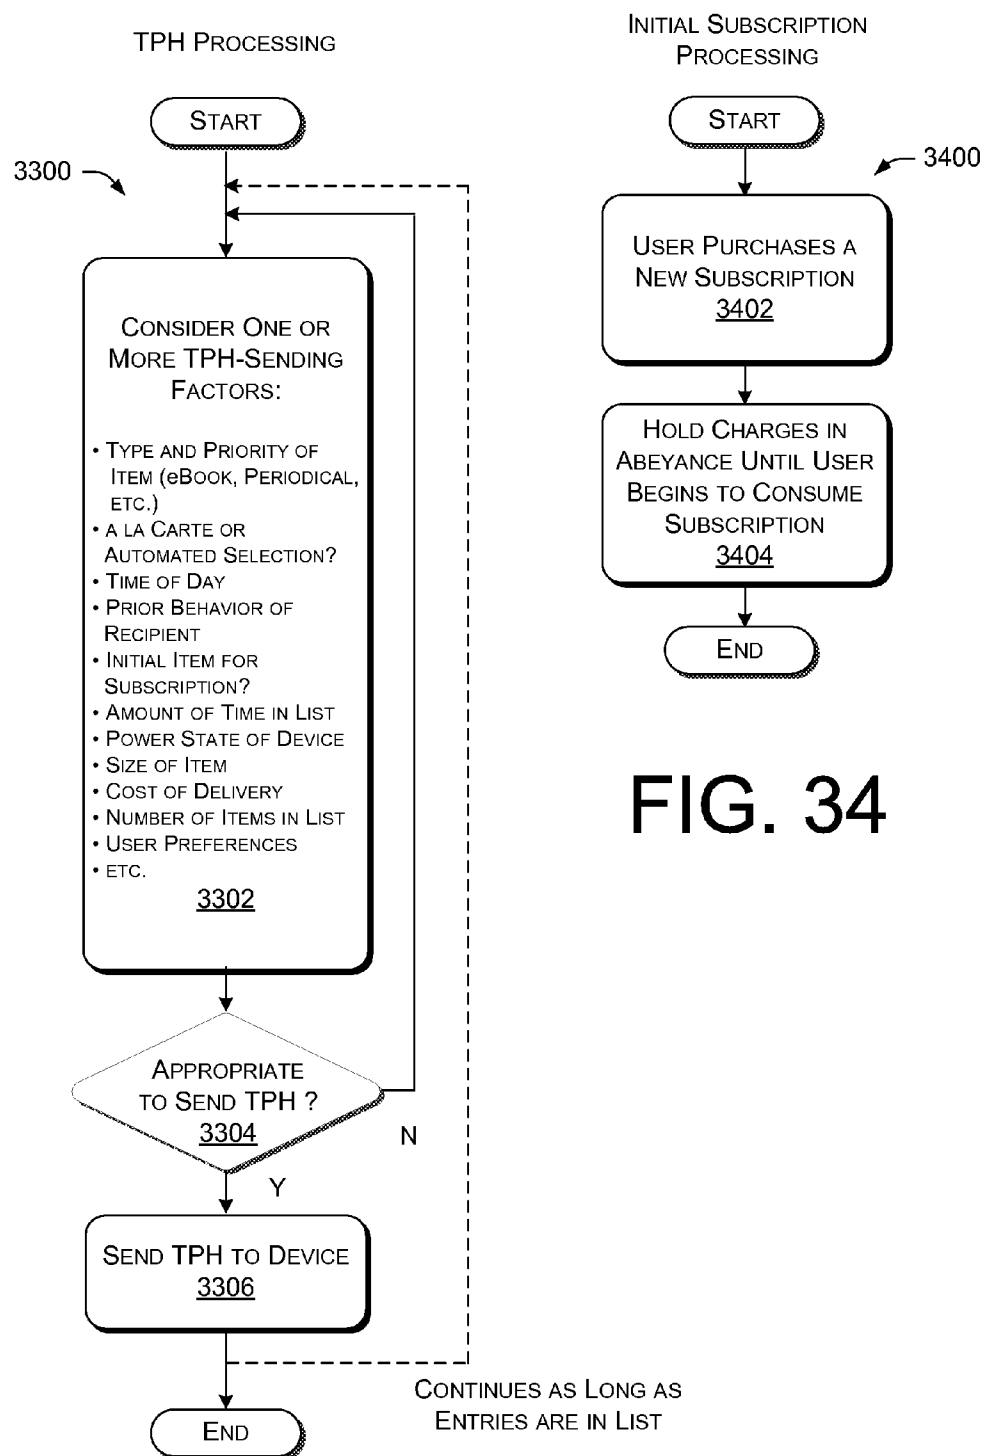 TPH PROCESSING
START
3300
CONSIDER ONE OR
MORE TPH-SENDING
FACTORS:
• TYPE AND PRIORITY OF
ITEM (eBOOK, PERIODICAL,
ETC.)
• A LA CARTE OR
AUTOMATED SELECTION?
• TIME OF DAY
• PRIOR BEHAVIOR OF
RECIPIENT
• INITIAL ITEM FOR
SUBSCRIPTION?
• AMOUNT OF TIME IN LIST
• POWER STATE OF DEVICE
• SIZE OF ITEM
• COST OF DELIVERY
• NUMBER OF ITEMS IN LIST
• USER PREFERENCES
• ETC.
3302
APPROPRIATE
TO SEND TPH ?
3304
N
Y
SEND TPH TO DEVICE
3306
CONTINUES AS LONG AS
ENTRIES ARE IN LIST
END
INITIAL SUBSCRIPTION
PROCESSING
START
3400
USER PURCHASES A
NEW SUBSCRIPTION
3402
HOLD CHARGES IN
ABEYANCE UNTIL USER
BEGINS TO CONSUME
SUBSCRIPTION
3404
END
FIG. 34